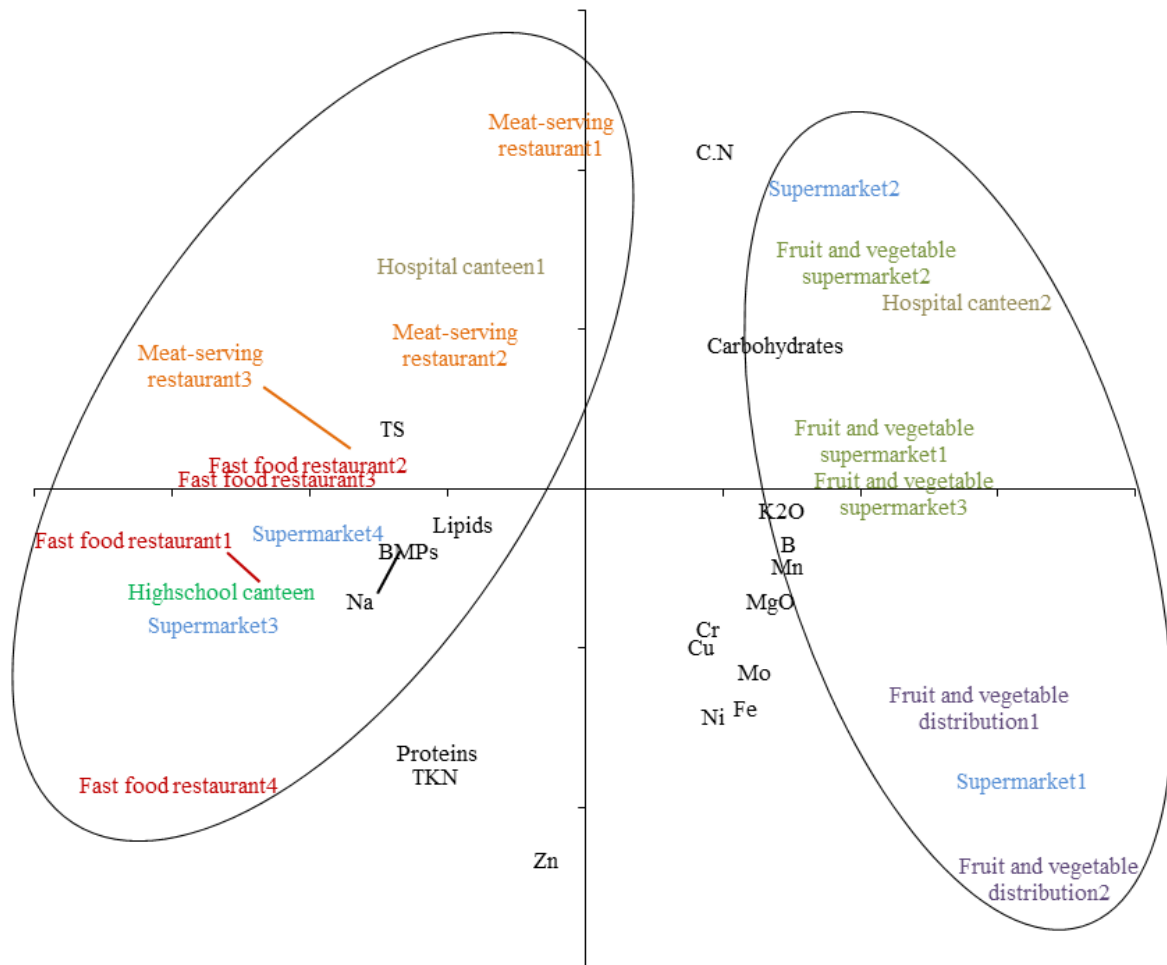 Meat-serving
restaurant1
C.N
Supermarket2
Fruit and vegetable
supermarket2
Hospital canteen1
Hospital canteen2
Meat-serving
restaurant2
Carbohydrates
Meat-serving
restaurant3
TS
Fruit and vegetable
supermarket1
Fast food restaurant2
Fast food restaurant3
Fruit and vegetable
supermarket3
K2O
Lipids
Supermarket4
Fast food restaurant1
BMPs
B
Mn
Highschool canteen
Na
MgO
Supermarket3
Cr
Cu
Mo
Fruit and vegetable
distribution1
Ni
Fe
Proteins
TKN
Fast food restaurant4
Supermarket1
Zn
Fruit and vegetable
distribution2